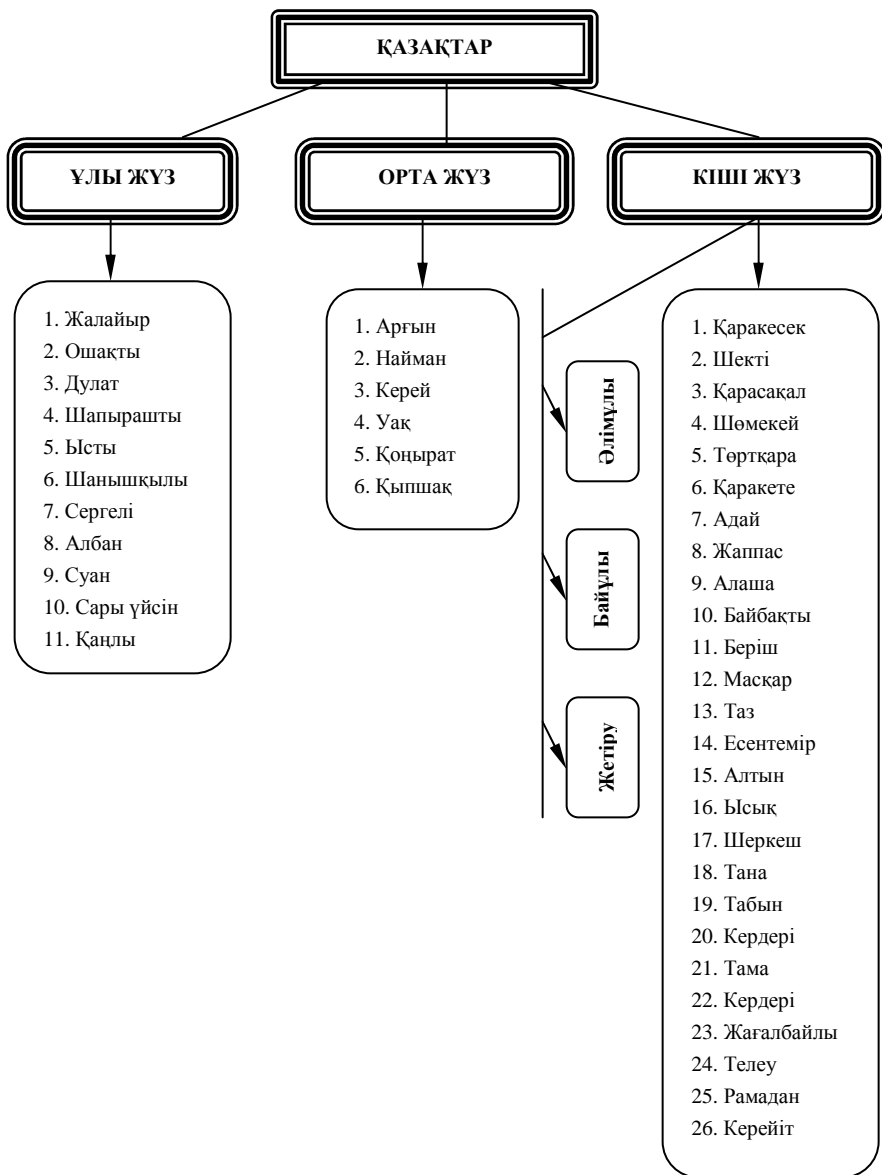 ҚАЗАҚТАР
ҰЛЫ ЖҮЗ
ОРТА ЖҮЗ
КІШІ ЖҮЗ
1. Жалайыр
2. Ошақты
3. Дулат
4. Шапырашты
5. Ысты
6. Шанышқылы
7. Сергелі
8. Албан
9. Суан
10. Сары үйсін
11. Қаңлы
1. Арғын
2. Найман
3. Керей
4. Уақ
5. Қоңырат
6. Қыпшақ
Әлімұлы
Байұлы
Жетіру
1. Қаракесек
2. Шекті
3. Қарасақал
4. Шөмекей
5. Төртқара
6. Қаракете
7. Адай
8. Жаппас
9. Алаша
10. Байбақты
11. Беріш
12. Масқар
13. Таз
14. Есентемір
15. Алтын
16. Ысық
17. Шеркеш
18. Тана
19. Табын
20. Кердері
21. Тама
22. Кердері
23. Жағалбайлы
24. Телеу
25. Рамадан
26. Керейіт